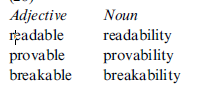 Adjective Noun
readable readability
provable provability
breakable breakability